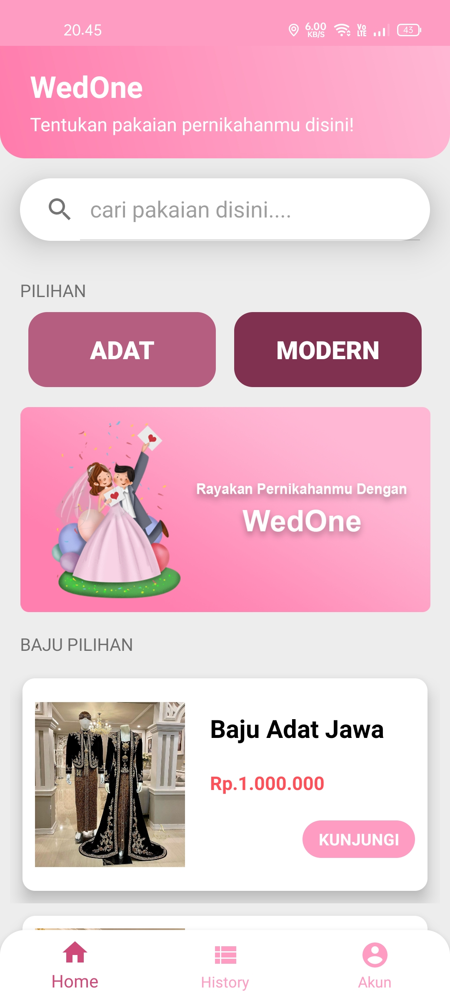 20.45
6.00
KB/S
Vo
LTE
43
WedOne
Tentukan pakaian pernikahanmu disini!
cari pakaian disini....
PILIHAN
ADAT
MODERN
Rayakan Pernikahanmu Dengan
WedOne
BAJU PILIHAN
Baju Adat Jawa
Rp.1.000.000
KUNJUNGI
Home
History
Akun